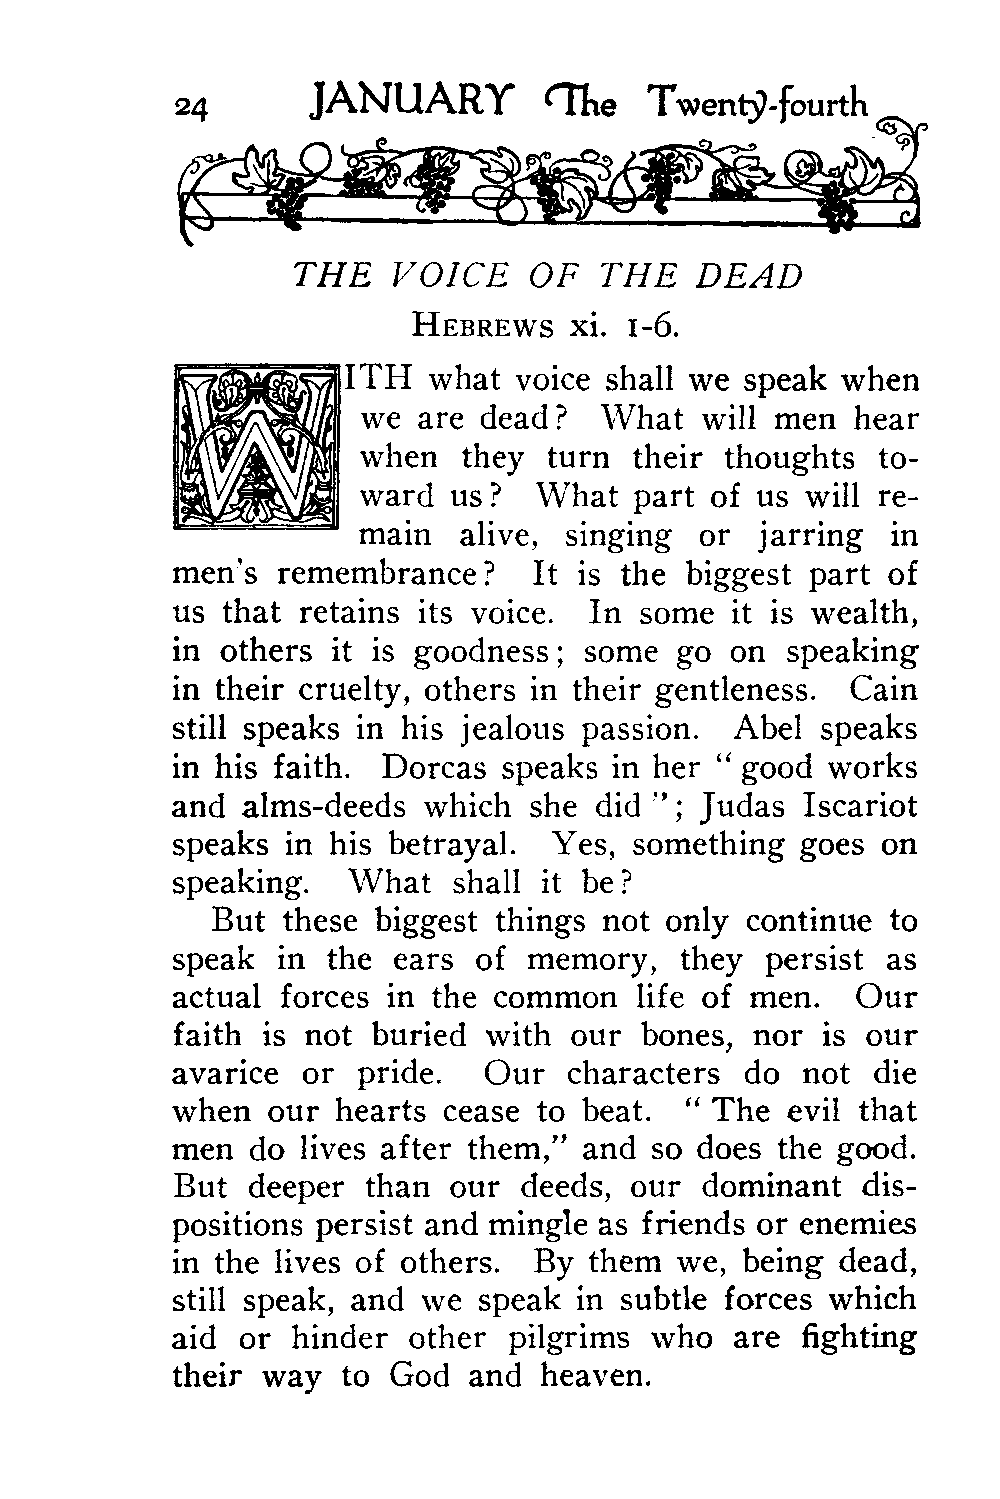 24 JANUARY The Twenty-fourth
THE VOICE OF THE DEAD
HEBREWS xi. 1-6.
WITH what voice shall we speak when
we are dead? What will men hear
when they turn their thoughts to-
ward us? What part of us will re-
main alive, singing or jarring in
men's remembrance? It is the biggest part of
us that retains its voice. In some it is wealth,
in others it is goodness; some go on speaking
in their cruelty, others in their gentleness. Cain
still speaks in his jealous passion. Abel speaks
in his faith. Dorcas speaks in her "good works
and alms-deeds which she did"; Judas Iscariot
speaks in his betrayal. Yes, something goes on
speaking. What shall it be?
But these biggest things not only continue to
speak in the ears of memory, they persist as
actual forces in the common life of men. Our
faith is not buried with our bones, nor is our
avarice or pride. Our characters do not die
when our hearts cease to beat. "The evil that
men do lives after them," and so does the good.
But deeper than our deeds, our dominant dis-
positions persist and mingle as friends or enemies
in the lives of others. By them we, being dead,
still speak, and we speak in subtle forces which
aid or hinder other pilgrims who are fighting
their way to God and heaven.